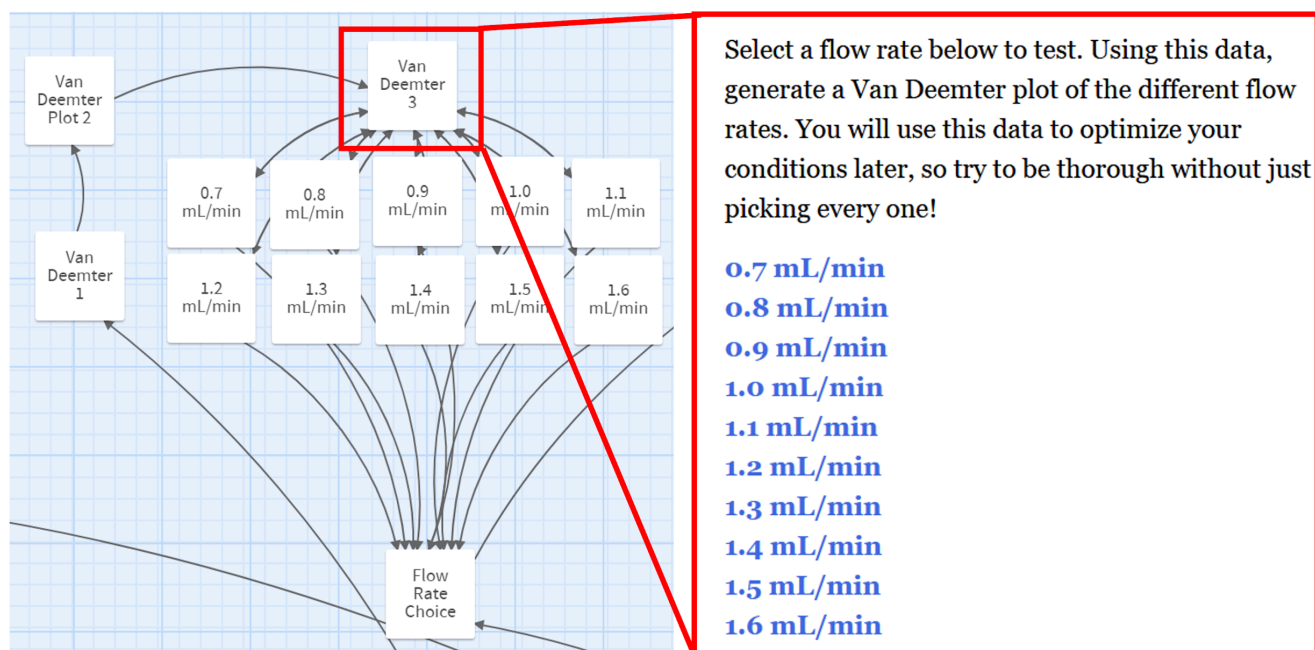 Van
Deemter
Plot 2
Van
Deemter
3
0.7
mL/min
0.8
mL/min
0.9
mL/min
1.0
mL/min
1.1
mL/min
Van
Deemter
1
1.2
mL/min
1.3
mL/min
1.4
mL/min
1.5
mL/min
1.6
mL/min
Flow
Rate
Choice
Select a flow rate below to test. Using this data,
generate a Van Deemter plot of the different flow
rates. You will use this data to optimize your
conditions later, so try to be thorough without just
picking every one!
0.7 mL/min
0.8 mL/min
0.9 mL/min
1.0 mL/min
1.1 mL/min
1.2 mL/min
1.3 mL/min
1.4 mL/min
1.5 mL/min
1.6 mL/min